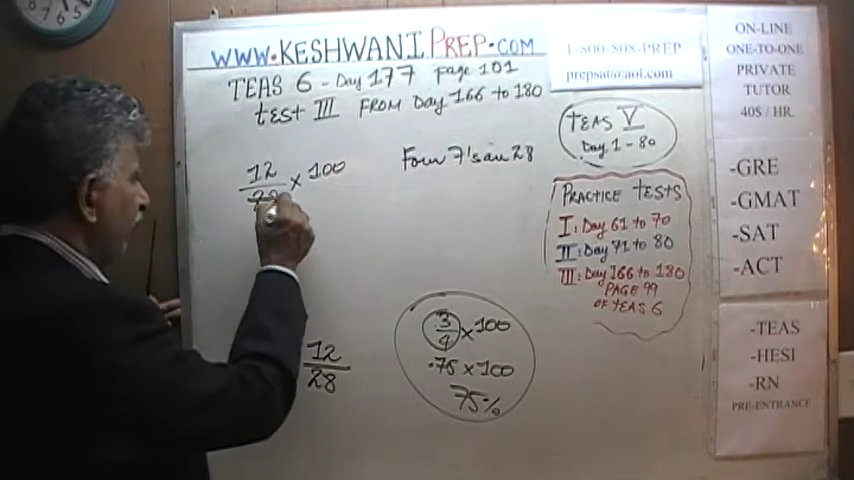 www.KESHWANIPREP.COM
TEAS 6 - Day 177 Page 101
test III FROM Day 166 to 180
1-800-808-PREP
prepsat@aol.com
TEAS V
Day 1 - 80
12
28 × 100
Four 7's are 28
PRACTICE TESTS
I: Day 61 to 70
II: Day 71 to 80
III: Day 166 to 180
PAGE 99
OF TEAS 6
12
28
3
4 × 100
.75 × 100
75%
ON-LINE
ONE-TO-ONE
PRIVATE
TUTOR
40$ / HR.
-GRE
-GMAT
-SAT
-ACT
-TEAS
-HESI
-RN
PRE-ENTRANCE